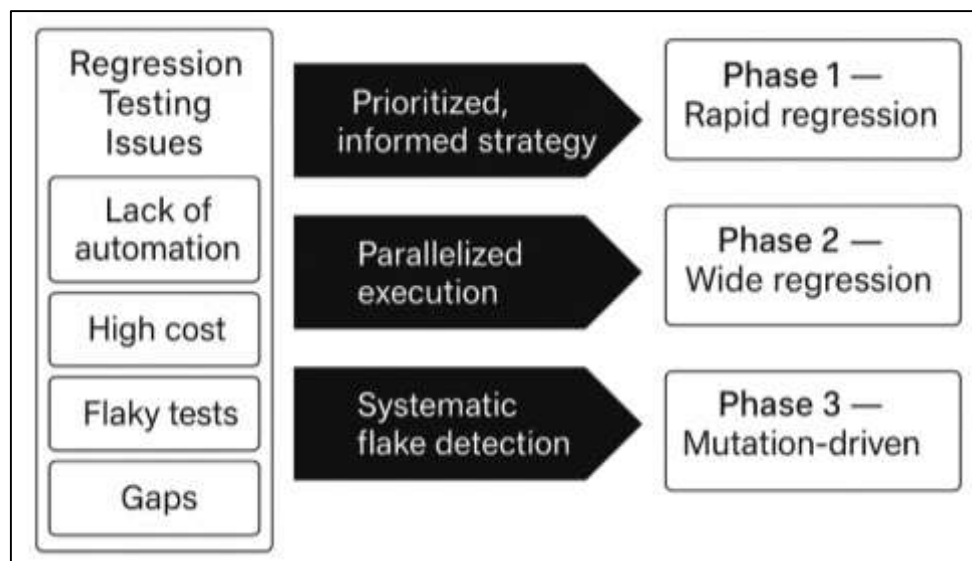 Regression
Testing
Issues
Lack of
automation
High cost
Flaky tests
Gaps
Prioritized,
informed strategy
Parallelized
execution
Systematic
flake detection
Phase 1 —
Rapid regression
Phase 2 —
Wide regression
Phase 3 —
Mutation-driven